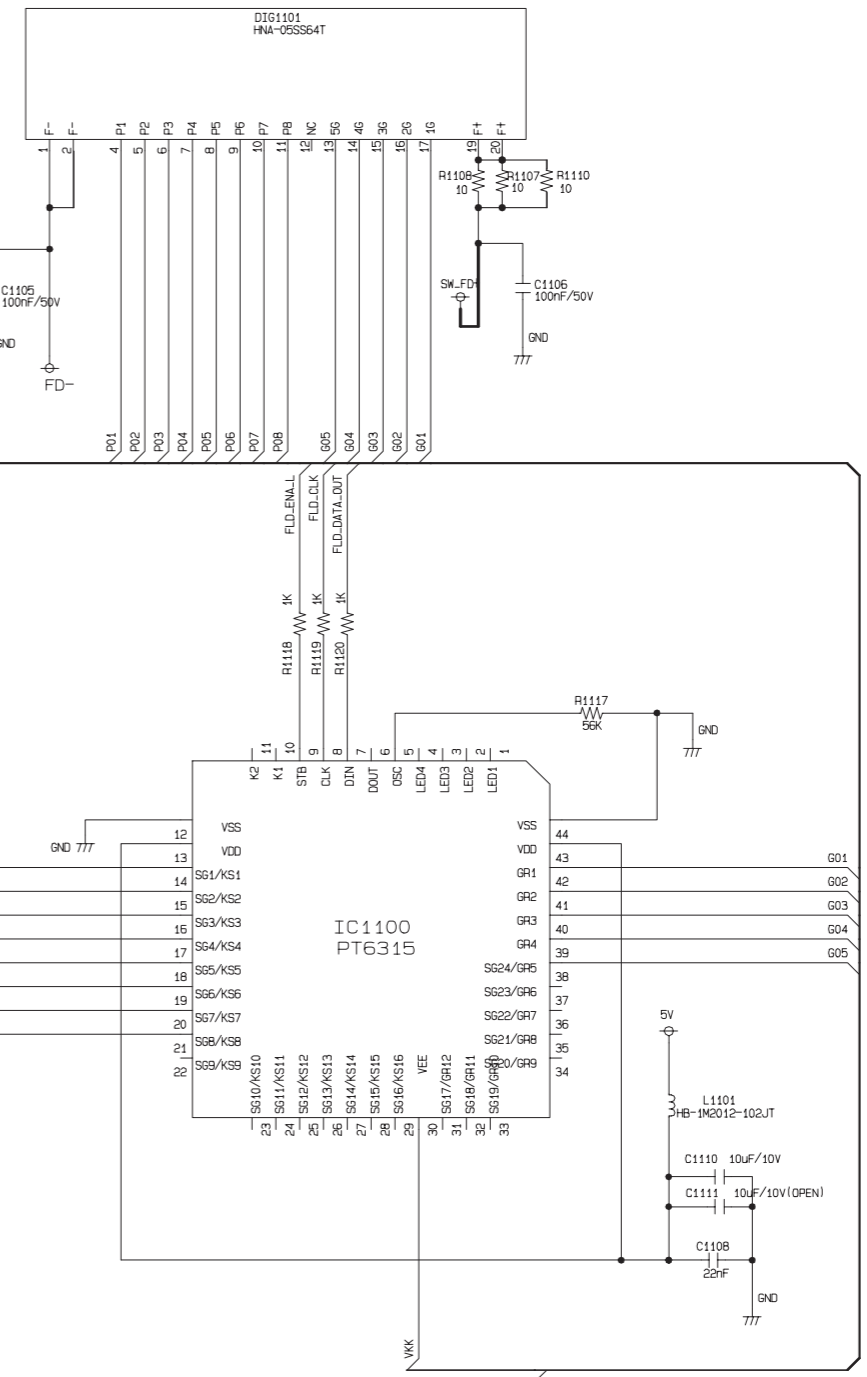 DIG1101
HNA-05SS64T
F-
F-
P1
P2
P3
P4
P5
P6
P7
P8
NC
5G
4G
3G
2G
1G
F+
F+
1
2
4
5
6
7
8
9
10
11
12
13
14
15
16
17
19
20
R1108
10
R1107
10
R1110
10
C1105
100nF/50V
SW_FD+
C1106
100nF/50V
GND
FD-
P01
P02
P03
P04
P05
P06
P07
P08
G05
G04
G03
G02
G01
FLD_ENA_L
FLD_CLK
FLD_DATA_OUT
1K
1K
1K
R1118
R1119
R1120
R1117
56K
GND
11
10
9
8
7
6
5
4
3
2
1
K2
K1
STB
CLK
DIN
DOUT
OSC
LED4
LED3
LED2
LED1
GND
12
13
14
15
16
17
18
19
20
21
22
VSS
VDD
SG1/KS1
SG2/KS2
SG3/KS3
SG4/KS4
SG5/KS5
SG6/KS6
SG7/KS7
SG8/KS8
SG9/KS9
IC1100
PT6315
VSS
VDD
GR1
GR2
GR3
GR4
SG24/GR5
SG23/GR6
SG22/GR7
SG21/GR8
SG20/GR9
44
43
42
41
40
39
38
37
36
35
34
G01
G02
G03
G04
G05
SG10/KS10
SG11/KS11
SG12/KS12
SG13/KS13
SG14/KS14
SG15/KS15
SG16/KS16
VEE
SG17/GR12
SG18/GR11
SG19/GR10
23
24
25
26
27
28
29
30
31
32
33
5V
L1101
HB-1M2012-102JT
C1110 10uF/10V
C1111 10uF/10V(OPEN)
C1108
22nF
GND
VKK